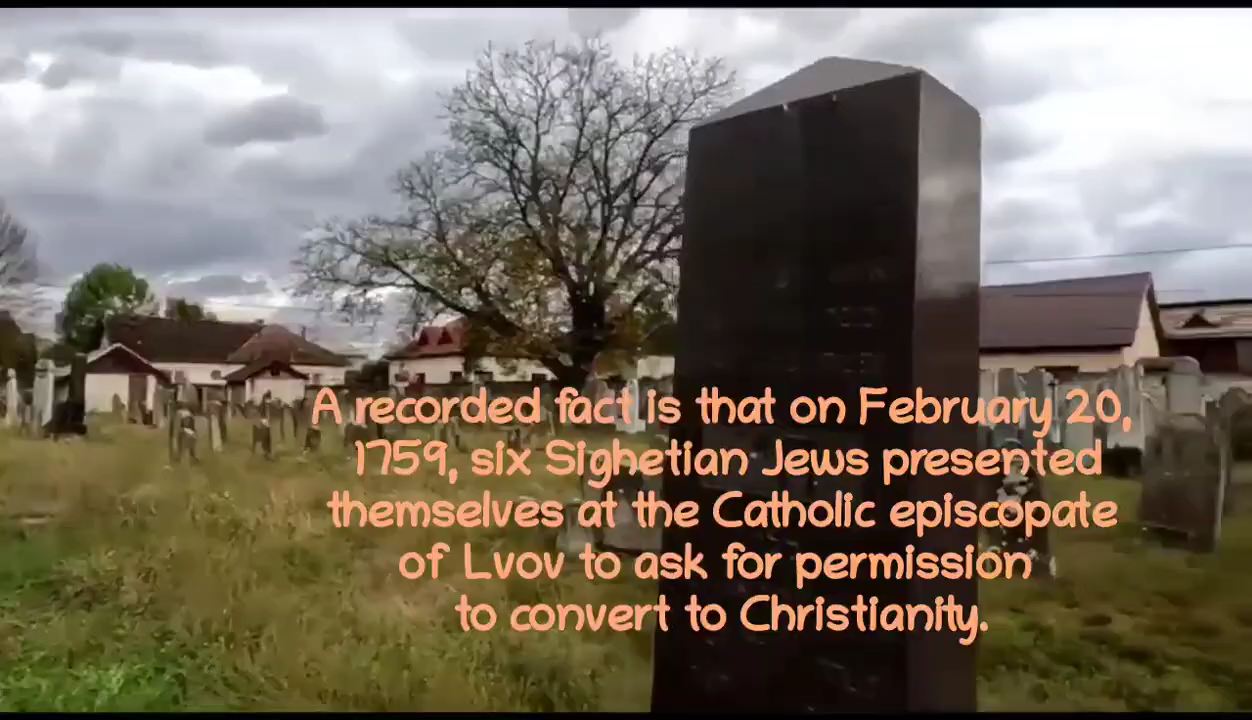 A recorded fact is that on February 20,
1759, six Sighetian Jews presented
themselves at the Catholic episcopate
of Lvov to ask for permission
to convert to Christianity.